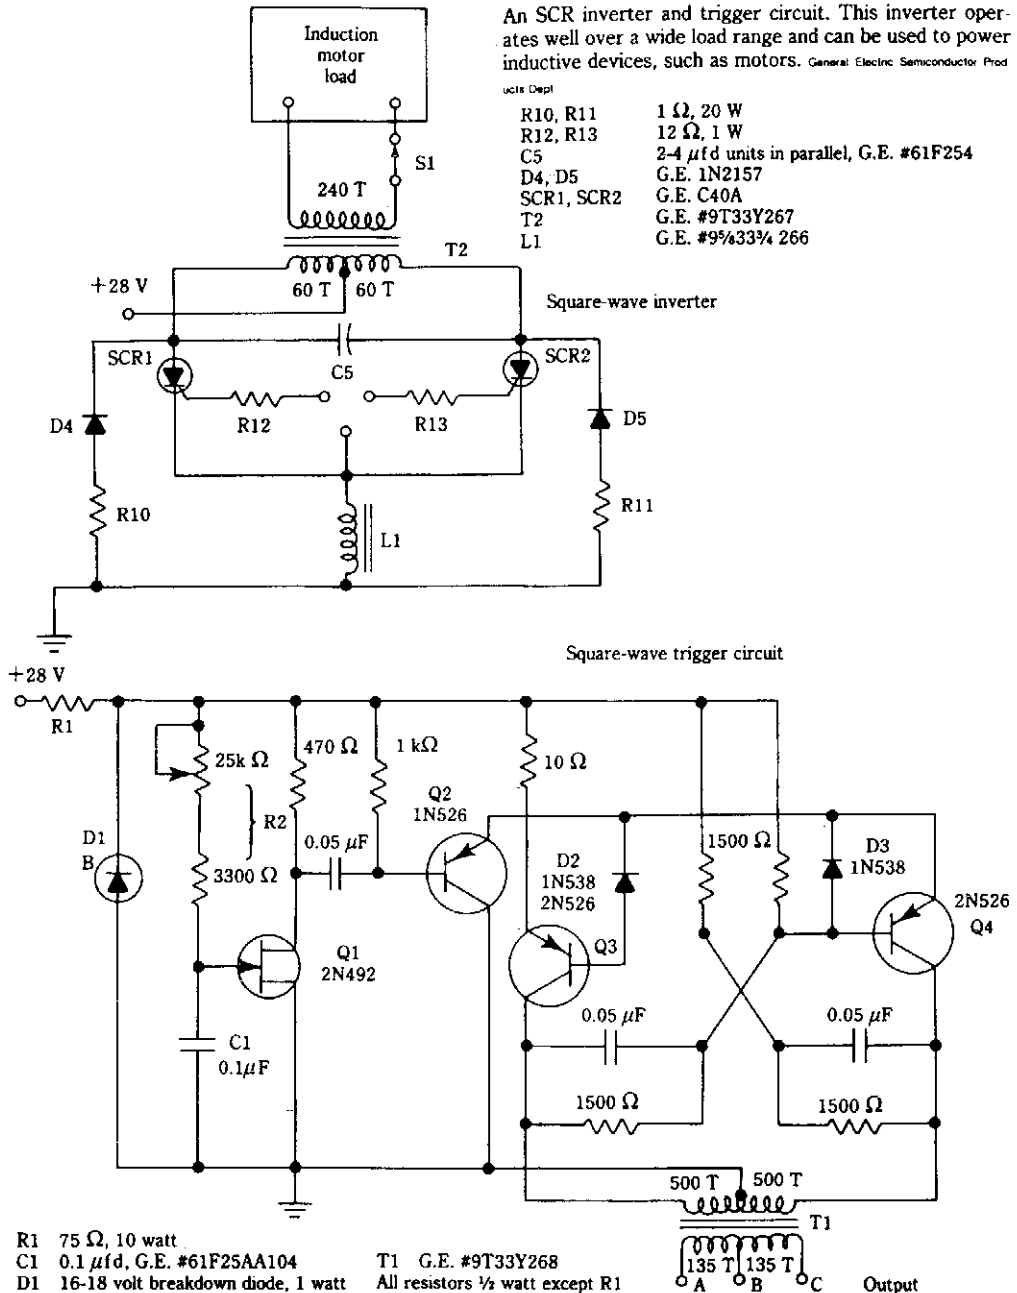 An SCR inverter and trigger circuit. This inverter oper-
ates well over a wide load range and can be used to power
inductive devices, such as motors. General Electric Semiconductor Prod
ucts Dept
R10, R11 1 Ω, 20 W
R12, R13 12 Ω, 1 W
C5 2-4 μfd units in parallel, G.E. #61F254
D4, D5 G.E. 1N2157
SCR1, SCR2 G.E. C40A
T2 G.E. #9T33Y267
L1 G.E. #9⅝33¾ 266
Induction
motor
load
S1
240 T
T2
60 T 60 T
+28 V
Square-wave inverter
SCR1
C5
SCR2
D4
R12
R13
D5
R10
L1
R11
Square-wave trigger circuit
+28 V
R1
25k Ω
470 Ω
1 kΩ
10 Ω
R2
Q2
1N526
1500 Ω
D1
B
3300 Ω
0.05 μF
D2
1N538
2N526
D3
1N538
2N526
Q4
Q1
2N492
Q3
C1
0.1μF
0.05 μF
0.05 μF
1500 Ω
1500 Ω
500 T 500 T
T1
135 T 135 T
A B C Output
R1 75 Ω, 10 watt
C1 0.1 μfd, G.E. #61F25AA104 T1 G.E. #9T33Y268
D1 16-18 volt breakdown diode, 1 watt All resistors ½ watt except R1